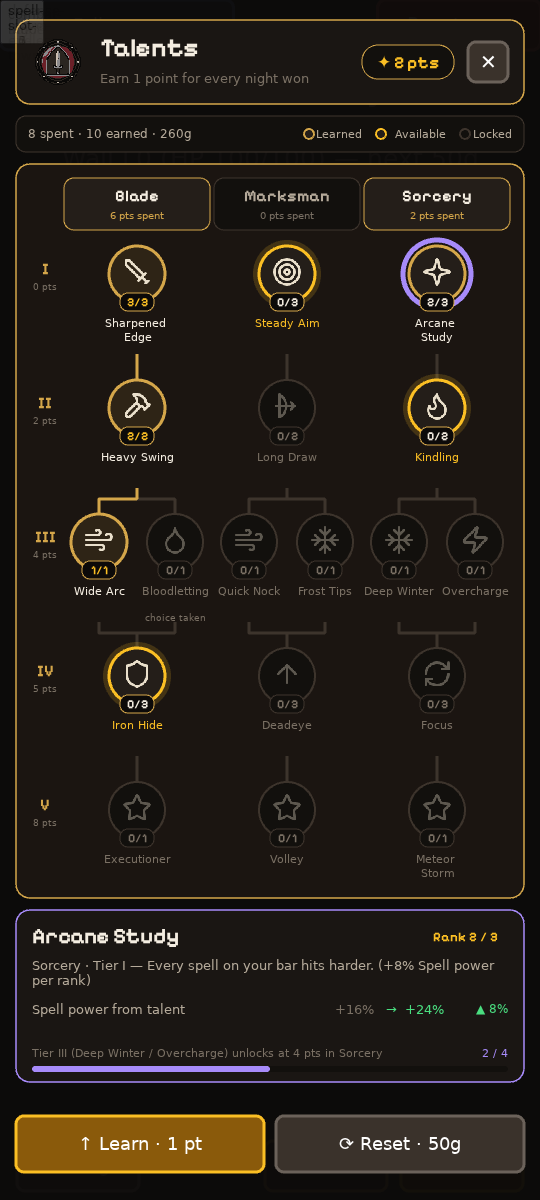 spell-
slot-
Talents
Earn 1 point for every night won
✦ 2 pts
✕
8 spent · 10 earned · 260g
Learned Available Locked
Blade Marksman Sorcery
6 pts spent 0 pts spent 2 pts spent
I
0 pts
3/3 0/3 2/3
Sharpened Edge Steady Aim Arcane Study
II
2 pts
2/2 0/2 0/2
Heavy Swing Long Draw Kindling
III
4 pts
1/1 0/1 0/1 0/1 0/1 0/1
Wide Arc Bloodletting Quick Nock Frost Tips Deep Winter Overcharge
choice taken
IV
5 pts
0/3 0/3 0/3
Iron Hide Deadeye Focus
V
8 pts
0/1 0/1 0/1
Executioner Volley Meteor Storm
Arcane Study
Rank 2 / 3
Sorcery · Tier I — Every spell on your bar hits harder. (+8% Spell power
per rank)
Spell power from talent +16% → +24% ▲ 8%
Tier III (Deep Winter / Overcharge) unlocks at 4 pts in Sorcery 2 / 4
↑ Learn · 1 pt
⟳ Reset · 50g